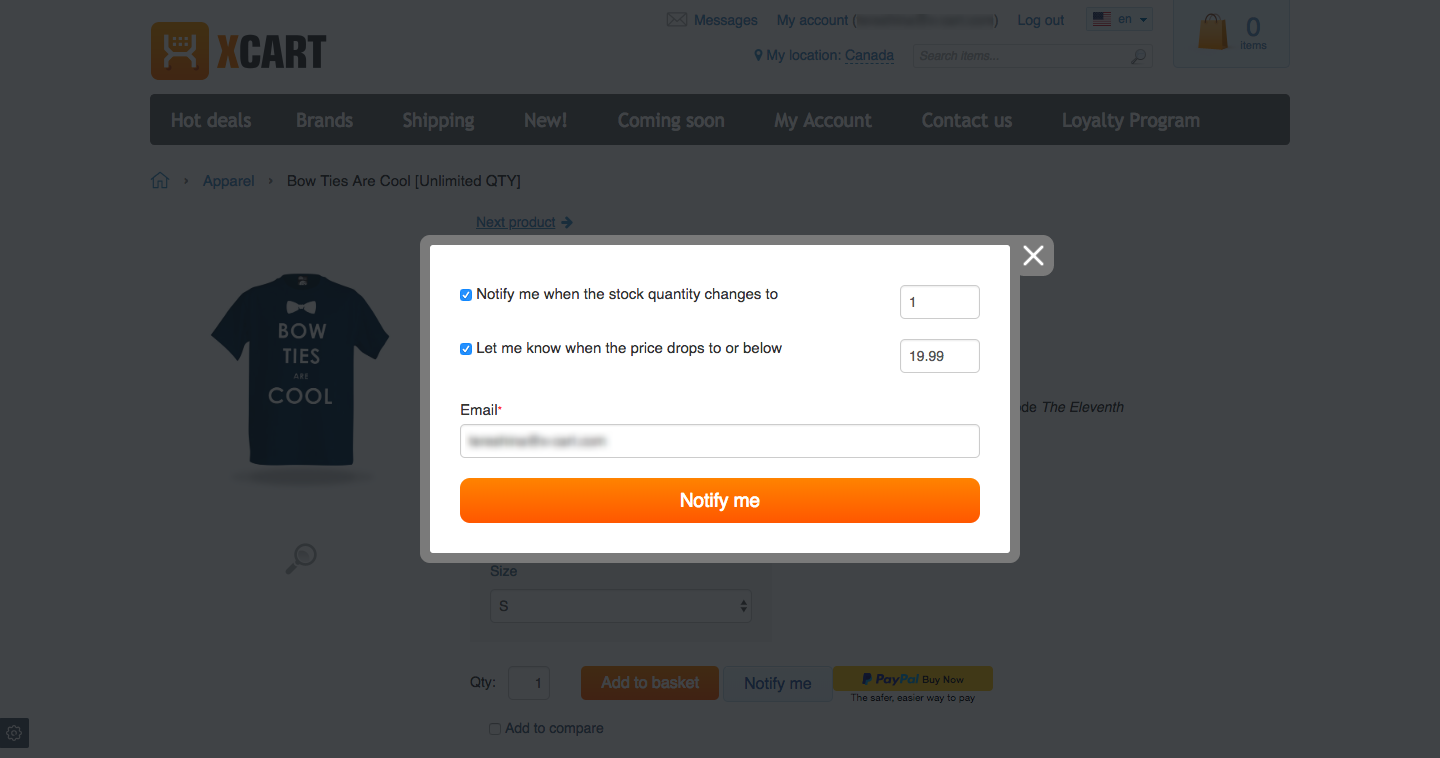 Messages My account ( ) Log out en
0
items
XCART
My location: Canada Search items...
Hot deals Brands Shipping New! Coming soon My Account Contact us Loyalty Program
Apparel > Bow Ties Are Cool [Unlimited QTY]
Next product
BOW
TIES
ARE
COOL
Notify me when the stock quantity changes to 1
Let me know when the price drops to or below 19.99
de The Eleventh
Email*
Notify me
Size
S
Qty: 1 Add to basket Notify me PayPal Buy Now
The safer, easier way to pay
Add to compare